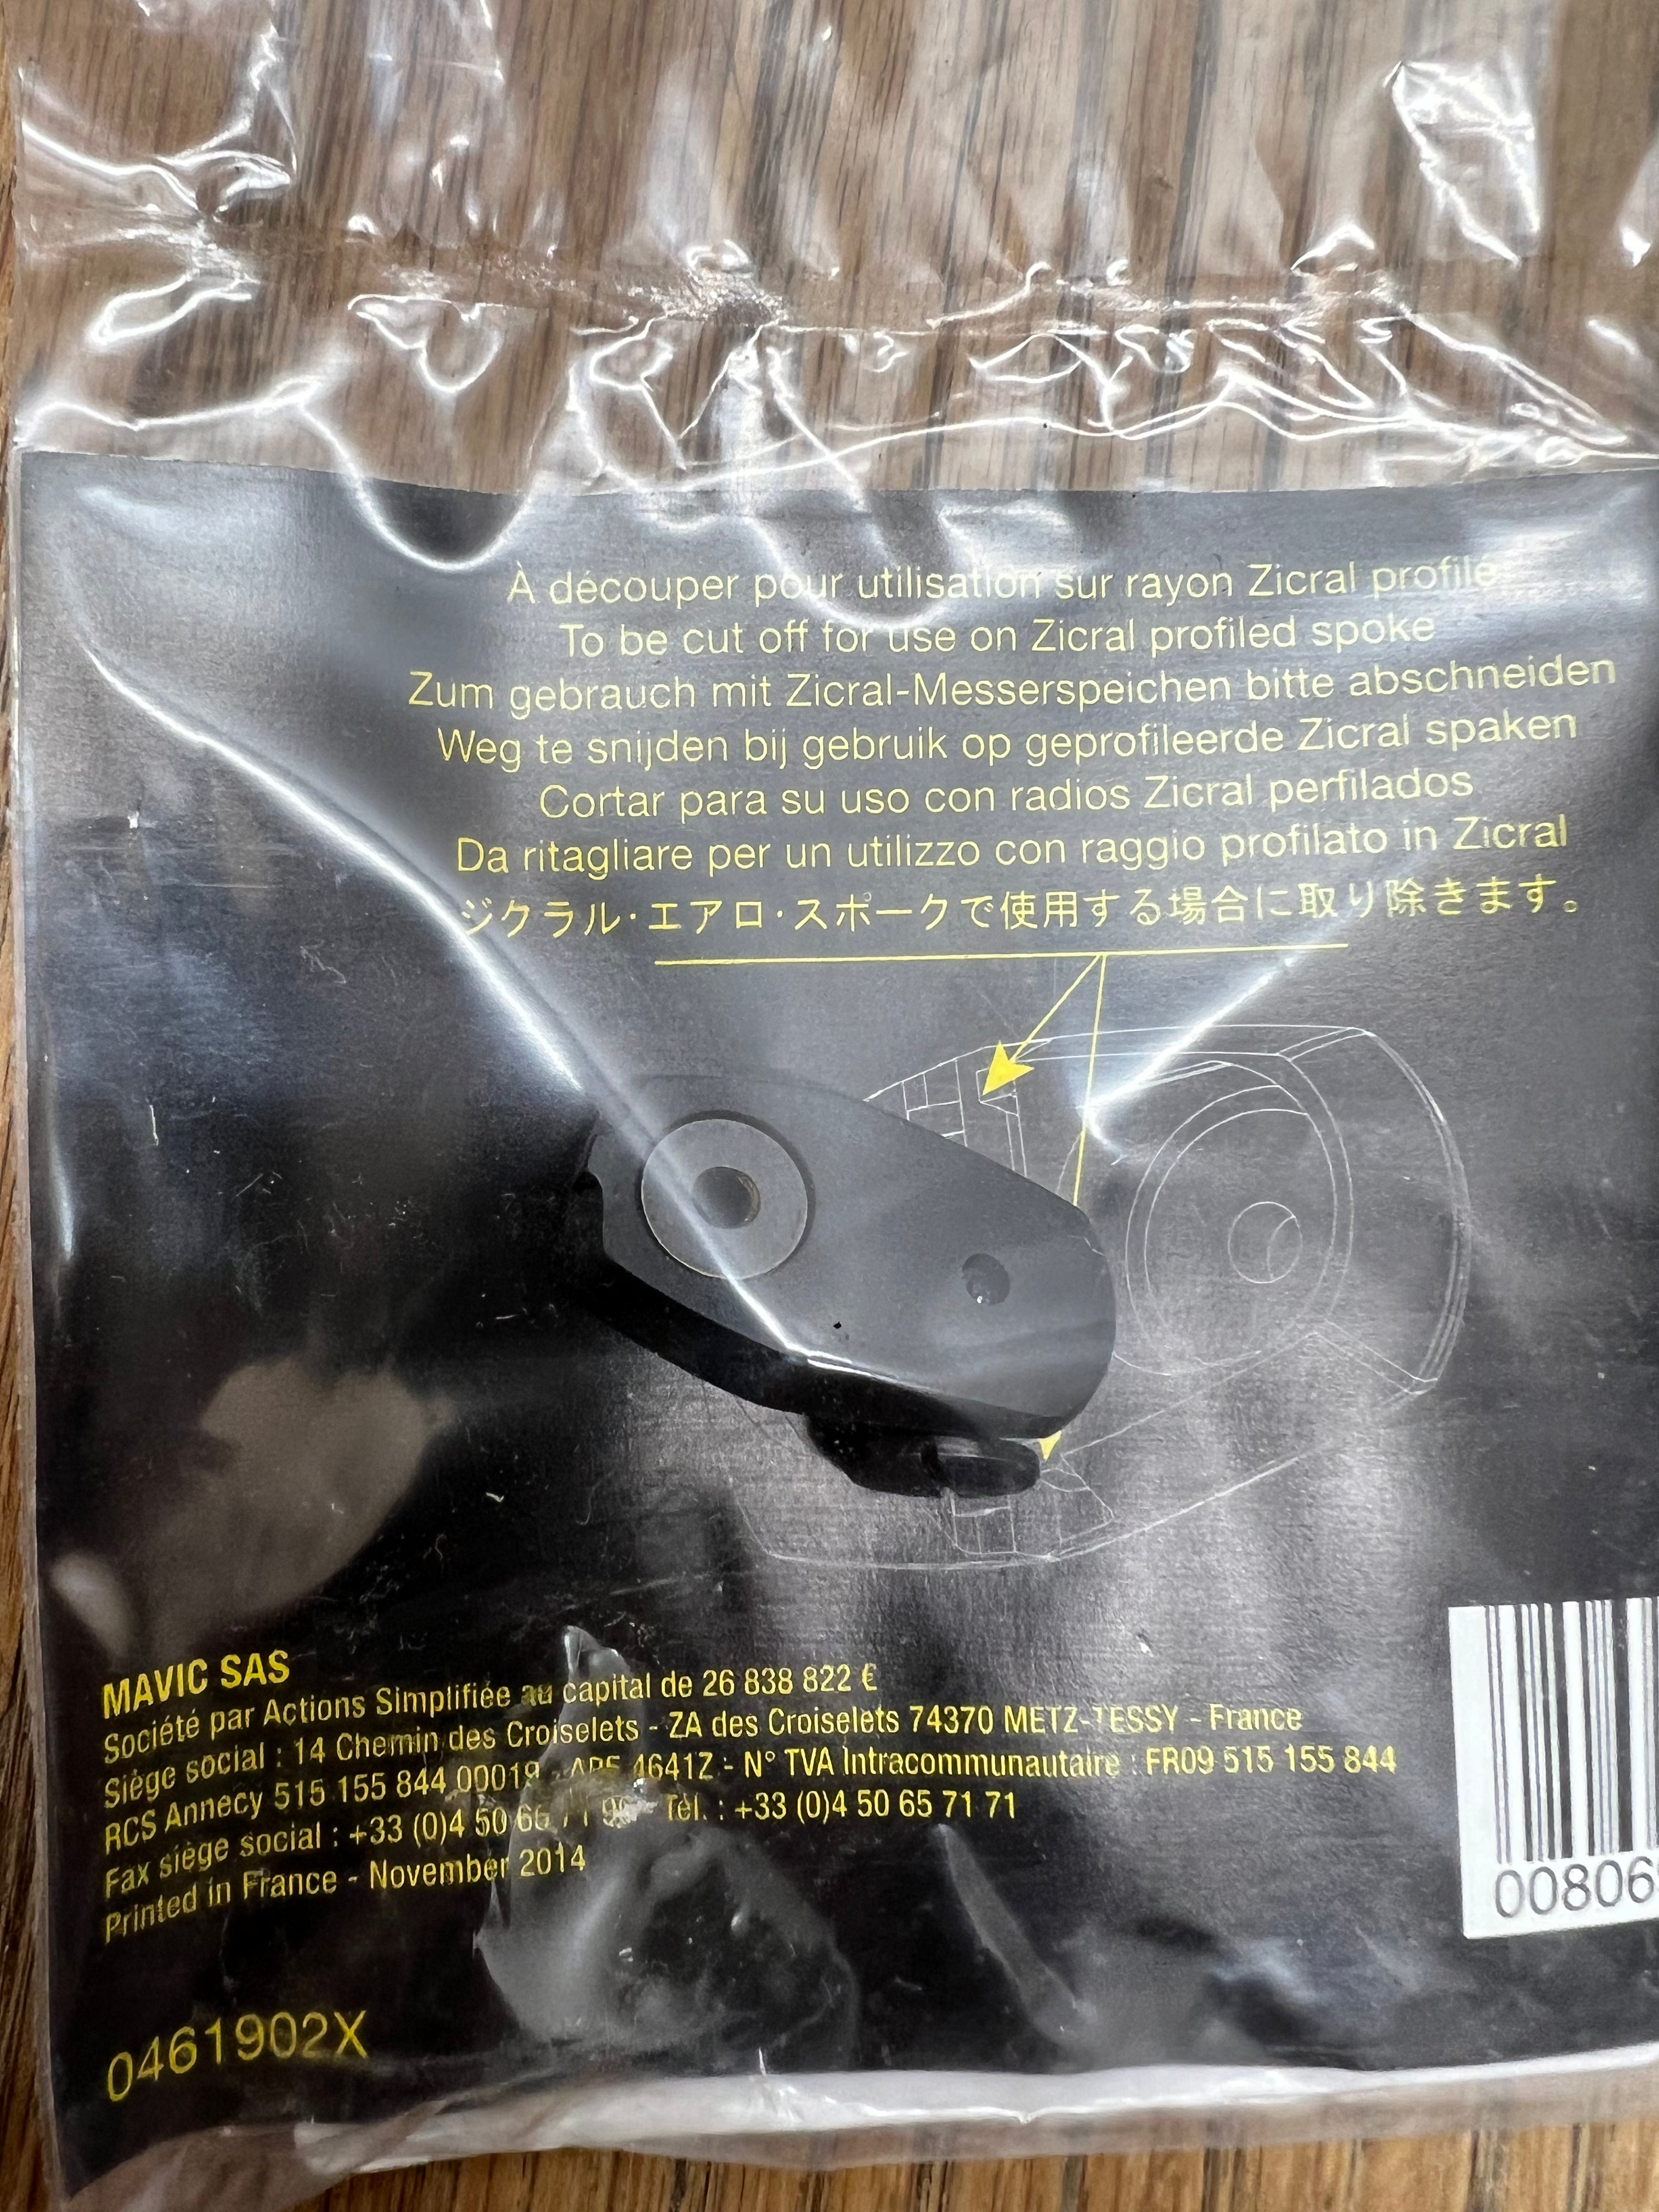 À découper pour utilisation sur rayon Zicral profilé
To be cut off for use on Zicral profiled spoke
Zum gebrauch mit Zicral-Messerspeichen bitte abschneiden
Weg te snijden bij gebruik op geprofileerde Zicral spaken
Cortar para su uso con radios Zicral perfilados
Da ritagliare per un utilizzo con raggio profilato in Zicral
ジクラル·エアロ·スポークで使用する場合に取り除きます。
MAVIC SAS
Société par Actions Simplifiée au capital de 26 838 822 €
Siège social : 14 Chemin des Croiselets - ZA des Croiselets 74370 METZ-TESSY - France
RCS Annecy 515 155 844 00019 - APE 4641Z - N° TVA Intracommunautaire : FR09 515 155 844
Fax siège social : +33 (0)4 50 65 71 - Tél. : +33 (0)4 50 65 71 71
Printed in France - November 2014
00806
0461902X